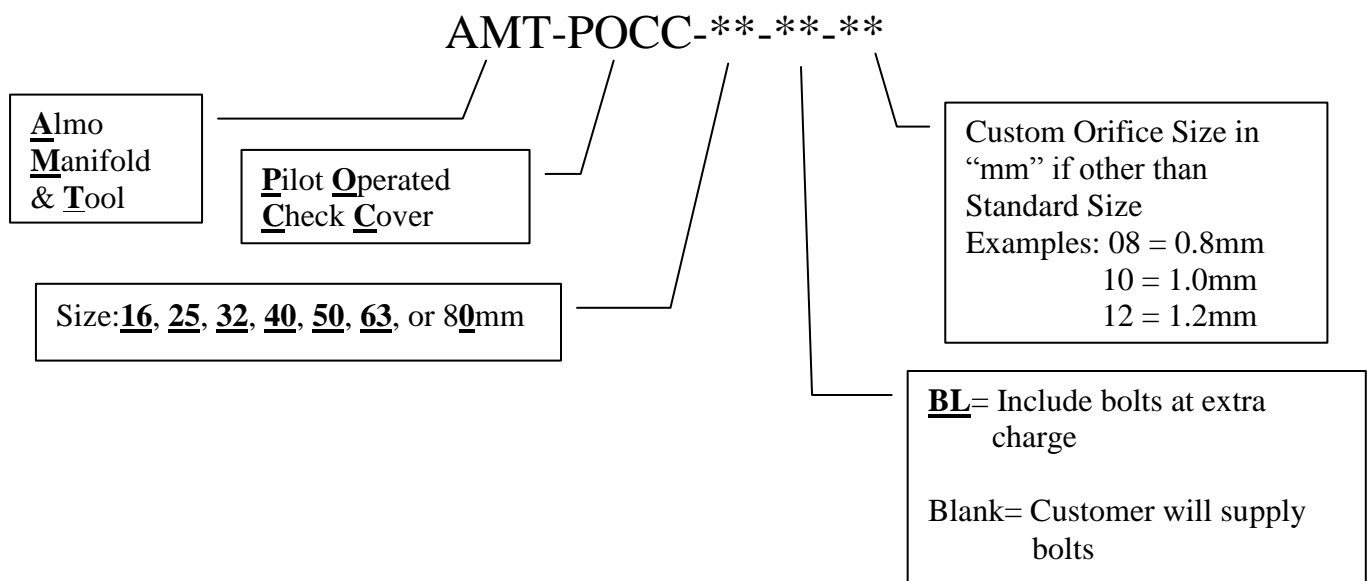 AMT-POCC-**-**-**
Almo
Manifold
& Tool
Pilot Operated
Check Cover
Size:16, 25, 32, 40, 50, 63, or 80mm
Custom Orifice Size in
“mm” if other than
Standard Size
Examples: 08 = 0.8mm
10 = 1.0mm
12 = 1.2mm
BL= Include bolts at extra
charge
Blank= Customer will supply
bolts